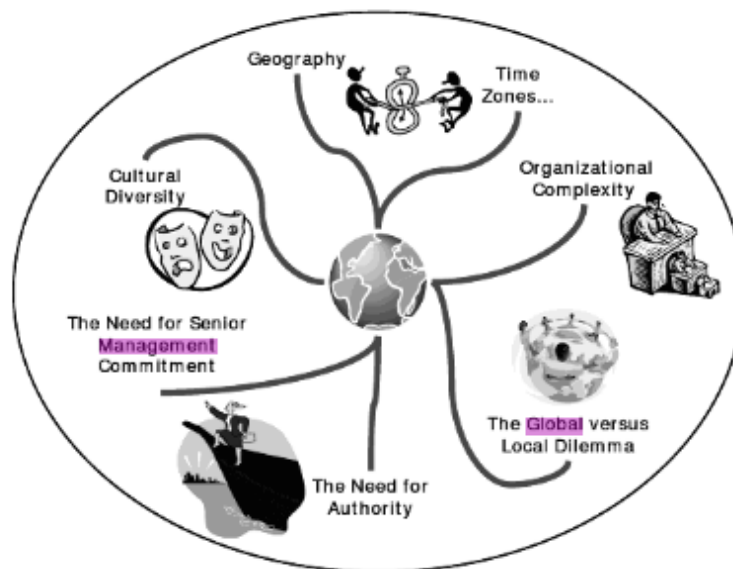 Geography
Time
Zones...
Cultural
Diversity
Organizational
Complexity
The Need for Senior
Management
Commitment
The Global versus
Local Dilemma
The Need for
Authority